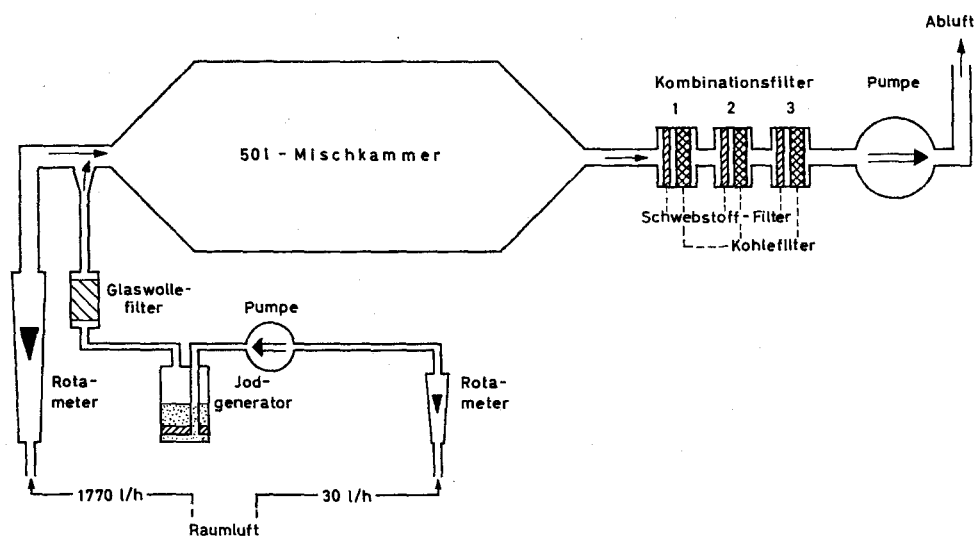 Abluft
Kombinationsfilter
1 2 3
Pumpe
50l - Mischkammer
Schwebstoff - Filter
Kohlefilter
Glaswolle-
filter
Pumpe
Rota-
meter
Jod-
generator
Rota-
meter
1770 l/h
30 l/h
Raumluft